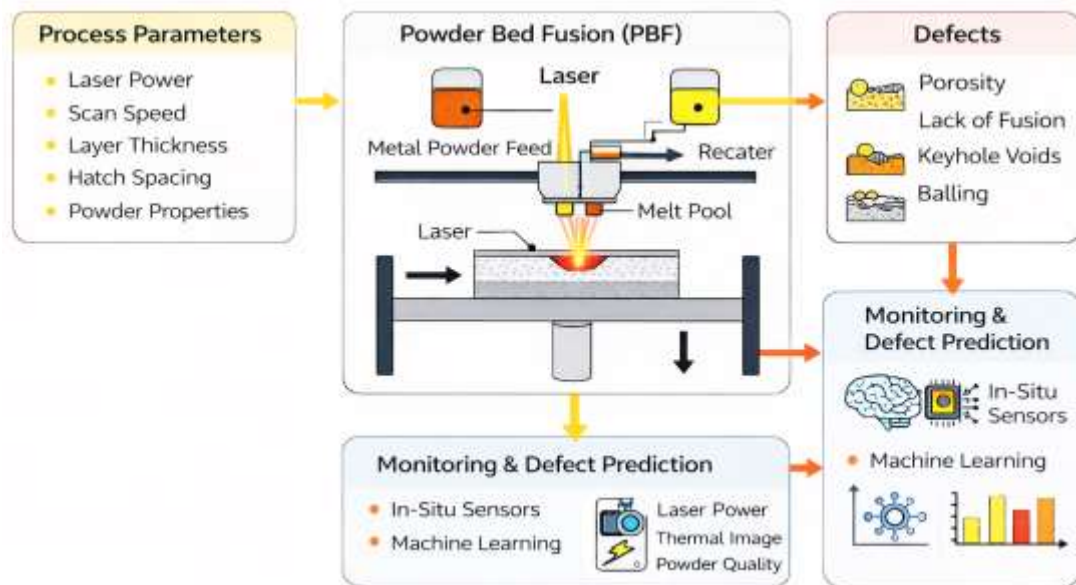 Process Parameters
Laser Power
Scan Speed
Layer Thickness
Hatch Spacing
Powder Properties
Powder Bed Fusion (PBF)
Laser
Metal Powder Feed
Recater
Melt Pool
Laser
Defects
Porosity
Lack of Fusion
Keyhole Voids
Balling
Monitoring &
Defect Prediction
In-Situ
Sensors
Machine Learning
Monitoring & Defect Prediction
In-Situ Sensors
Machine Learning
Laser Power
Thermal Image
Powder Quality